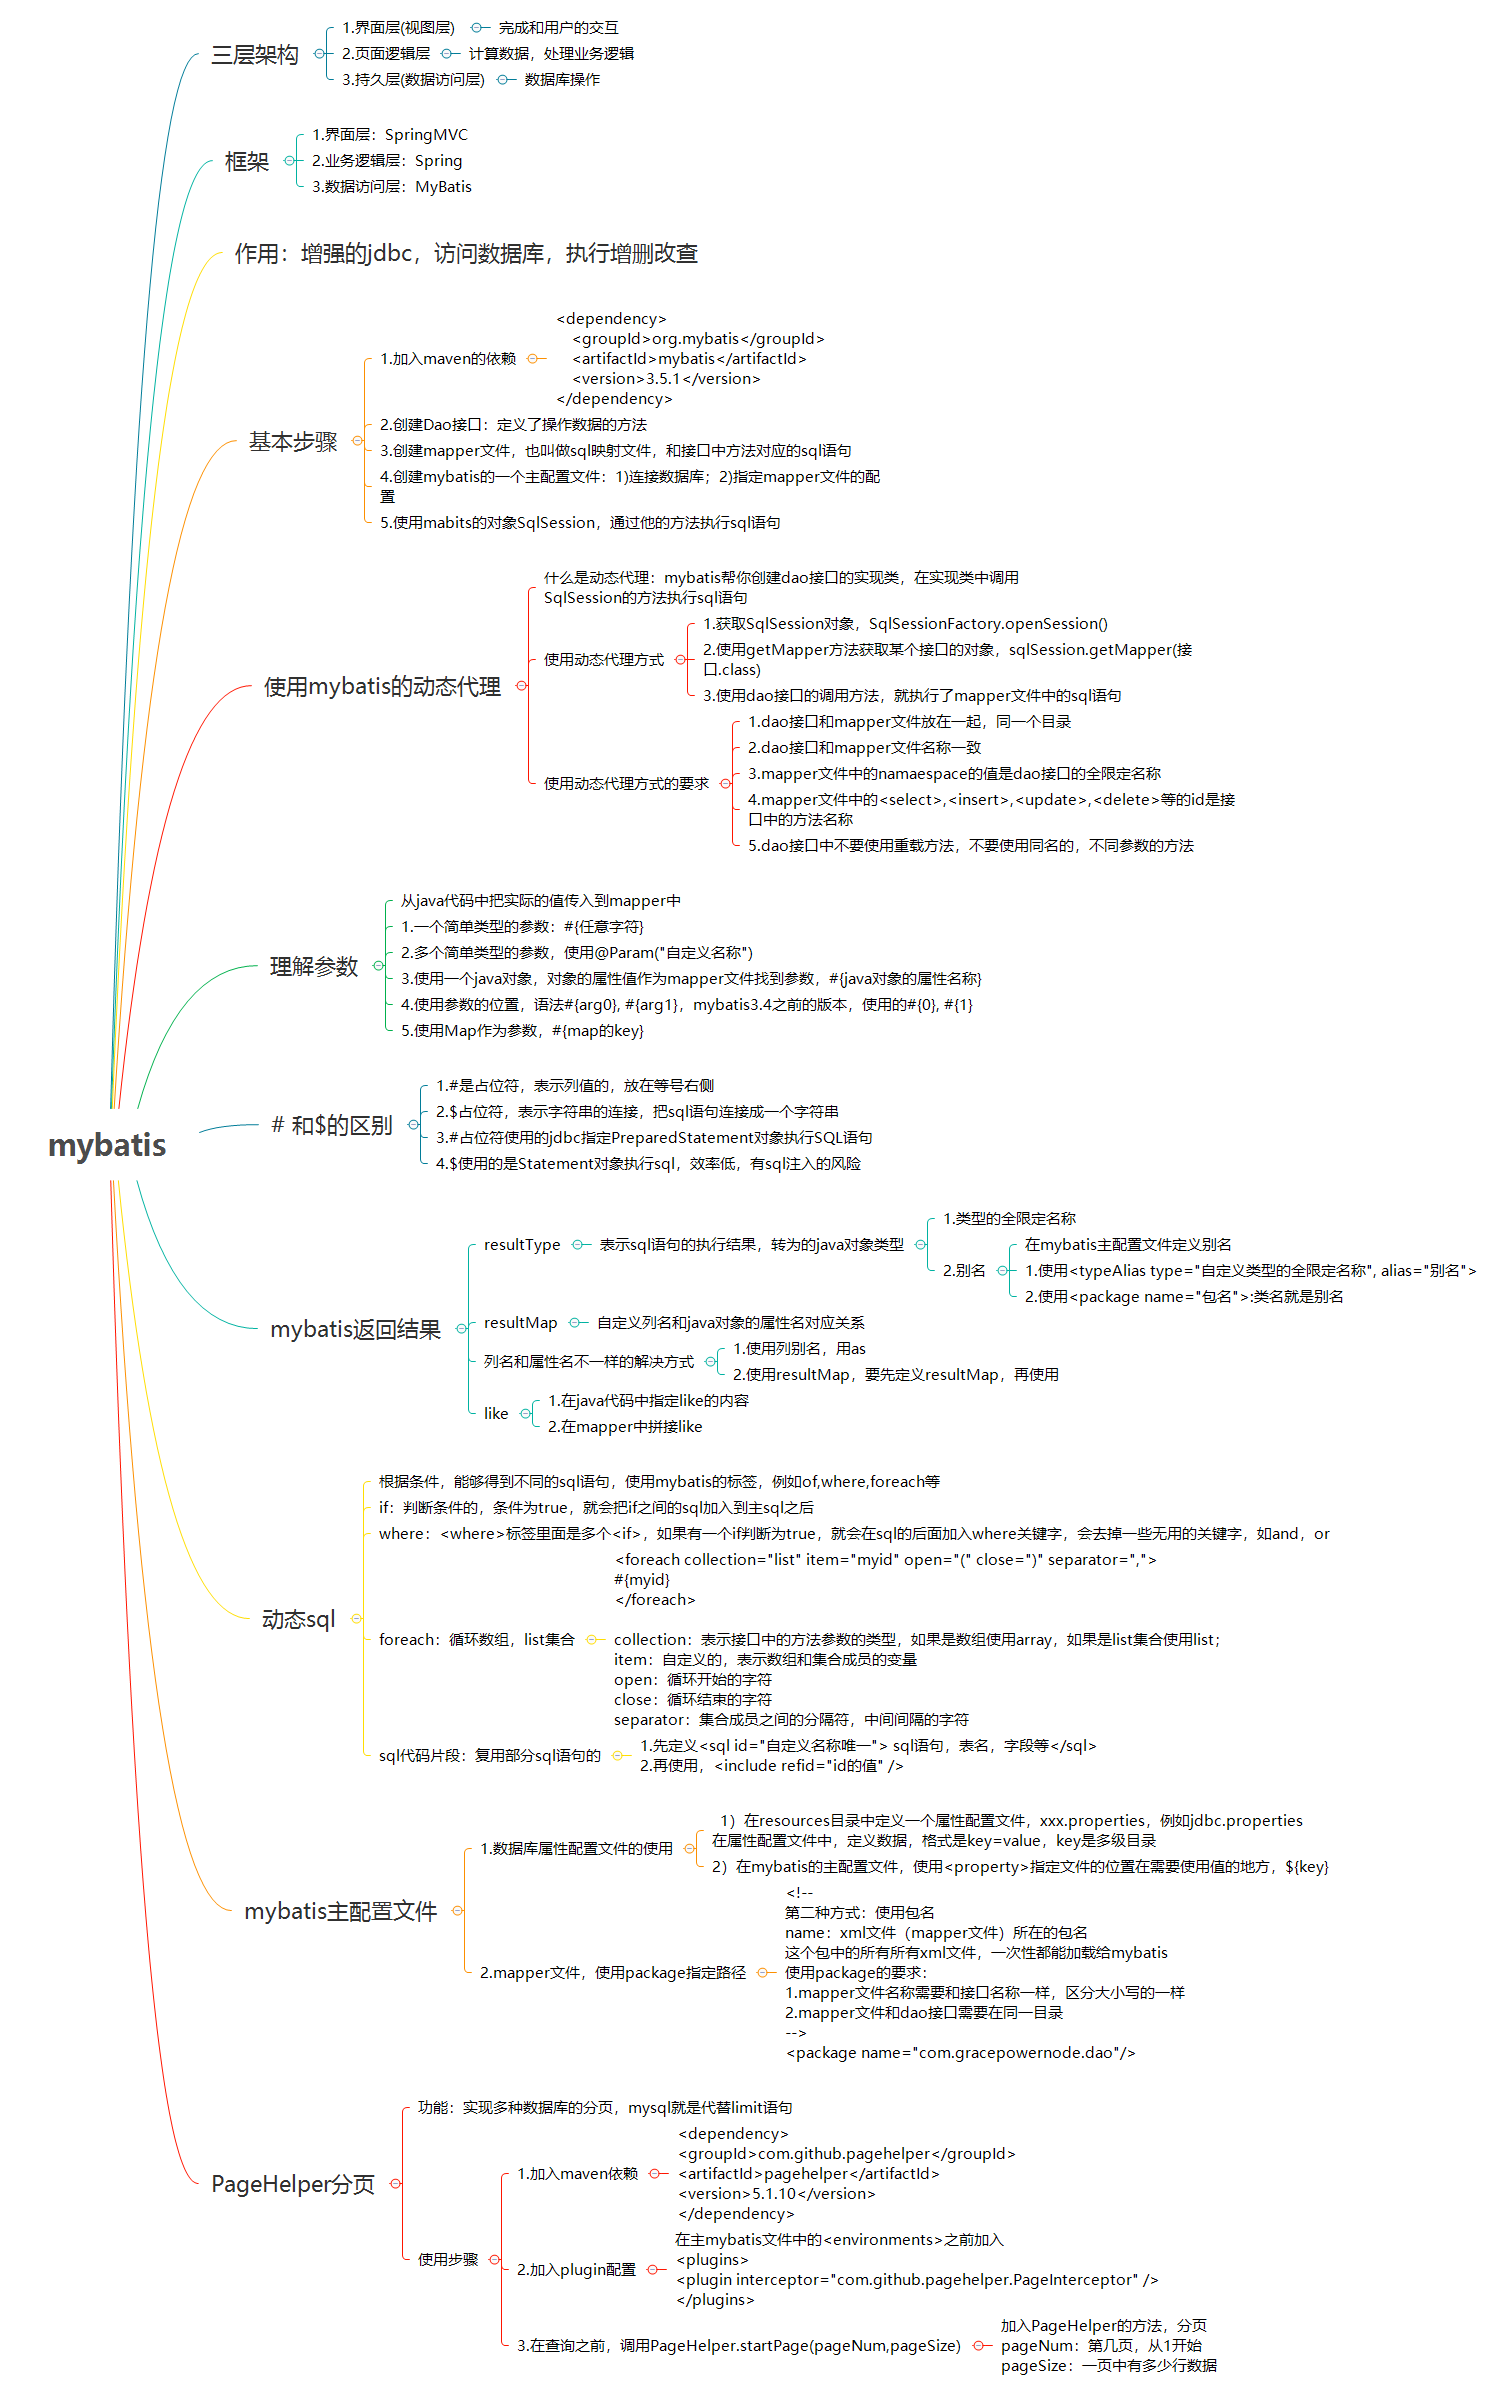 三层架构
1.界面层(视图层)
完成和用户的交互
2.页面逻辑层
计算数据，处理业务逻辑
3.持久层(数据访问层)
数据库操作
框架
1.界面层：SpringMVC
2.业务逻辑层：Spring
3.数据访问层：MyBatis
作用：增强的jdbc，访问数据库，执行增删改查
基本步骤
1.加入maven的依赖
<dependency>
<groupId>org.mybatis</groupId>
<artifactId>mybatis</artifactId>
<version>3.5.1</version>
</dependency>
2.创建Dao接口：定义了操作数据的方法
3.创建mapper文件，也叫做sql映射文件，和接口中方法对应的sql语句
4.创建mybatis的一个主配置文件：1)连接数据库；2)指定mapper文件的配
置
5.使用mabits的对象SqlSession，通过他的方法执行sql语句
使用mybatis的动态代理
什么是动态代理：mybatis帮你创建dao接口的实现类，在实现类中调用
SqlSession的方法执行sql语句
使用动态代理方式
1.获取SqlSession对象，SqlSessionFactory.openSession()
2.使用getMapper方法获取某个接口的对象，sqlSession.getMapper(接
口.class)
3.使用dao接口的调用方法，就执行了mapper文件中的sql语句
使用动态代理方式的要求
1.dao接口和mapper文件放在一起，同一个目录
2.dao接口和mapper文件名称一致
3.mapper文件中的namaespace的值是dao接口的全限定名称
4.mapper文件中的<select>,<insert>,<update>,<delete>等的id是接
口中的方法名称
5.dao接口中不要使用重载方法，不要使用同名的，不同参数的方法
理解参数
从java代码中把实际的值传入到mapper中
1.一个简单类型的参数：#{任意字符}
2.多个简单类型的参数，使用@Param("自定义名称")
3.使用一个java对象，对象的属性值作为mapper文件找到参数，#{java对象的属性名称}
4.使用参数的位置，语法#{arg0}, #{arg1}，mybatis3.4之前的版本，使用的#{0}, #{1}
5.使用Map作为参数，#{map的key}
mybatis
# 和$的区别
1.#是占位符，表示列值的，放在等号右侧
2.$占位符，表示字符串的连接，把sql语句连接成一个字符串
3.#占位符使用的jdbc指定PreparedStatement对象执行SQL语句
4.$使用的是Statement对象执行sql，效率低，有sql注入的风险
mybatis返回结果
resultType
表示sql语句的执行结果，转为的java对象类型
1.类型的全限定名称
2.别名
在mybatis主配置文件定义别名
1.使用<typeAlias type="自定义类型的全限定名称", alias="别名">
2.使用<package name="包名">:类名就是别名
resultMap
自定义列名和java对象的属性名对应关系
列名和属性名不一样的解决方式
1.使用列别名，用as
2.使用resultMap，要先定义resultMap，再使用
like
1.在java代码中指定like的内容
2.在mapper中拼接like
动态sql
根据条件，能够得到不同的sql语句，使用mybatis的标签，例如of,where,foreach等
if：判断条件的，条件为true，就会把if之间的sql加入到主sql之后
where：<where>标签里面是多个<if>，如果有一个if判断为true，就会在sql的后面加入where关键字，会去掉一些无用的关键字，如and，or
foreach：循环数组，list集合
<foreach collection="list" item="myid" open="(" close=")" separator=",">
#{myid}
</foreach>
collection：表示接口中的方法参数的类型，如果是数组使用array，如果是list集合使用list；
item：自定义的，表示数组和集合成员的变量
open：循环开始的字符
close：循环结束的字符
separator：集合成员之间的分隔符，中间间隔的字符
sql代码片段：复用部分sql语句的
1.先定义<sql id="自定义名称唯一"> sql语句，表名，字段等</sql>
2.再使用，<include refid="id的值" />
mybatis主配置文件
1.数据库属性配置文件的使用
1）在resources目录中定义一个属性配置文件，xxx.properties，例如jdbc.properties
在属性配置文件中，定义数据，格式是key=value，key是多级目录
2）在mybatis的主配置文件，使用<property>指定文件的位置在需要使用值的地方，${key}
2.mapper文件，使用package指定路径
<!--
第二种方式：使用包名
name：xml文件（mapper文件）所在的包名
这个包中的所有所有xml文件，一次性都能加载给mybatis
使用package的要求：
1.mapper文件名称需要和接口名称一样，区分大小写的一样
2.mapper文件和dao接口需要在同一目录
-->
<package name="com.gracepowernode.dao"/>
PageHelper分页
功能：实现多种数据库的分页，mysql就是代替limit语句
使用步骤
1.加入maven依赖
<dependency>
<groupId>com.github.pagehelper</groupId>
<artifactId>pagehelper</artifactId>
<version>5.1.10</version>
</dependency>
2.加入plugin配置
在主mybatis文件中的<environments>之前加入
<plugins>
<plugin interceptor="com.github.pagehelper.PageInterceptor" />
</plugins>
3.在查询之前，调用PageHelper.startPage(pageNum,pageSize)
加入PageHelper的方法，分页
pageNum：第几页，从1开始
pageSize：一页中有多少行数据